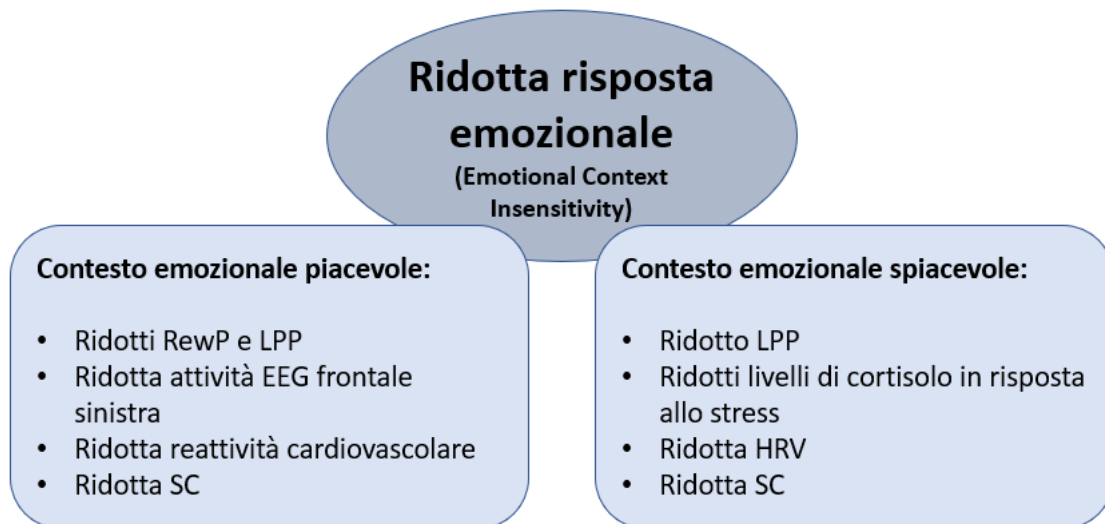 Ridotta risposta
emozionale
(Emotional Context
Insensitivity)
Contesto emozionale piacevole:
• Ridotti RewP e LPP
• Ridotta attività EEG frontale
sinistra
• Ridotta reattività cardiovascolare
• Ridotta SC
Contesto emozionale spiacevole:
• Ridotto LPP
• Ridotti livelli di cortisolo in risposta
allo stress
• Ridotta HRV
• Ridotta SC